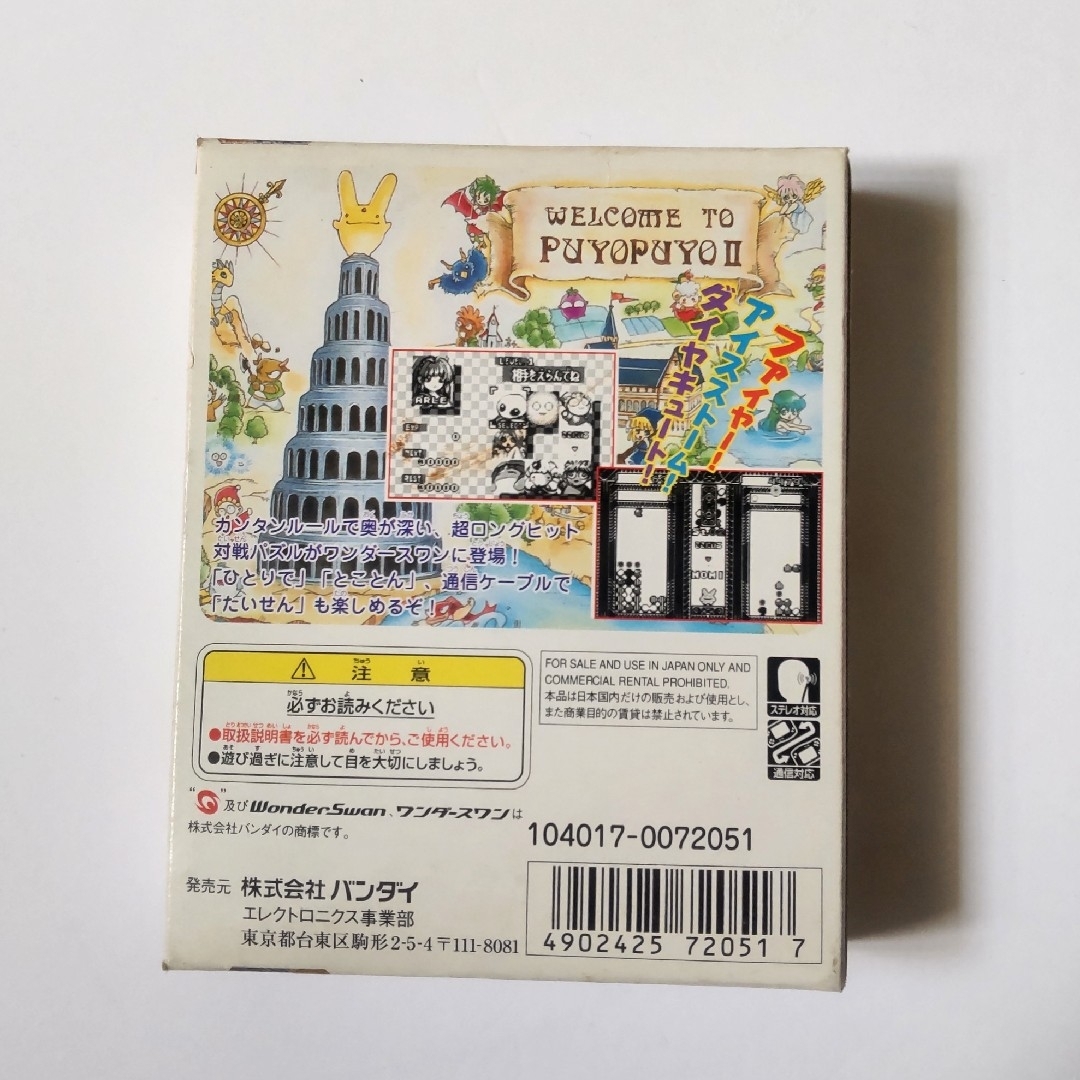 WELCOME TO
PUYOPUYO II
ファイヤー!
アイスストーム!
ダイヤキュート!
相手をえらんでね
ARLE
SELECT
NOMI
カンタンルールで奥が深い、超ロングヒット
対戦パズルがワンダースワンに登場!
「ひとりで」「とことん」、通信ケーブルで
「たいせん」も楽しめるぞ!
注意
必ずお読みください
●取扱説明書を必ず読んでから、ご使用ください。
●遊び過ぎに注意して目を大切にしましょう。
FOR SALE AND USE IN JAPAN ONLY AND
COMMERCIAL RENTAL PROHIBITED.
本品は日本国内だけの販売および使用とし、
また商業目的の賃貸は禁止されています。
ステレオ対応
通信対応
" "及びWonderSwan、ワンダースワンは
株式会社バンダイの商標です。
104017-0072051
発売元 株式会社 バンダイ
エレクトロニクス事業部
東京都台東区駒形2-5-4〒111-8081
4902425 72051 7